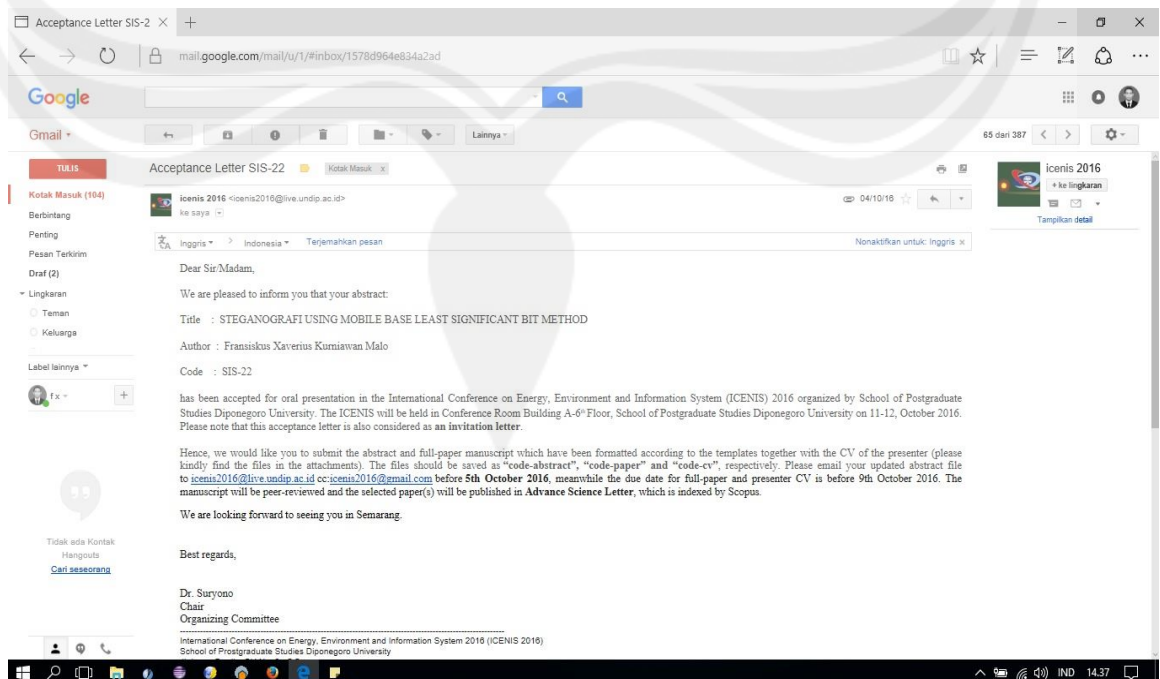 Acceptance Letter SIS-2
mail.google.com/mail/u/1/#inbox/1578d964e834a2ad
Google
Gmail
Lainnya
65 dari 387
TULIS
Kotak Masuk (104)
Berbintang
Penting
Pesan Terkirim
Draf (2)
Lingkaran
Teman
Keluarga
Label lainnya
f x
Tidak ada Kontak
Hangouts
Cari seseorang
Acceptance Letter SIS-22 Kotak Masuk x
icenis 2016 <icenis2016@live.undip.ac.id>
ke saya
04/10/16
Inggris > Indonesia Terjemahkan pesan
Nonaktifkan untuk: Inggris x
Dear Sir/Madam,
We are pleased to inform you that your abstract:
Title : STEGANOGRAFI USING MOBILE BASE LEAST SIGNIFICANT BIT METHOD
Author : Fransiskus Xaverius Kurniawan Malo
Code : SIS-22
has been accepted for oral presentation in the International Conference on Energy, Environment and Information System (ICENIS) 2016 organized by School of Postgraduate
Studies Diponegoro University. The ICENIS will be held in Conference Room Building A-6th Floor, School of Postgraduate Studies Diponegoro University on 11-12, October 2016.
Please note that this acceptance letter is also considered as an invitation letter.
Hence, we would like you to submit the abstract and full-paper manuscript which have been formatted according to the templates together with the CV of the presenter (please
kindly find the files in the attachments). The files should be saved as “code-abstract”, “code-paper” and “code-cv”, respectively. Please email your updated abstract file
to icenis2016@live.undip.ac.id cc:icenis2016@gmail.com before 5th October 2016, meanwhile the due date for full-paper and presenter CV is before 9th October 2016. The
manuscript will be peer-reviewed and the selected paper(s) will be published in Advance Science Letter, which is indexed by Scopus.
We are looking forward to seeing you in Semarang.
Best regards,
Dr. Suryono
Chair
Organizing Committee
International Conference on Energy, Environment and Information System 2016 (ICENIS 2016)
School of Prostgraduate Studies Diponegoro University
icenis 2016
+ ke lingkaran
Tampilkan detail
IND 14.37